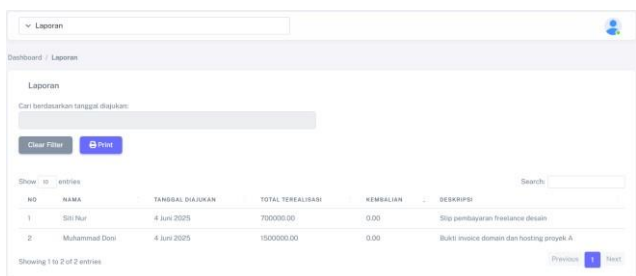 Laporan
Dashboard / Laporan
Laporan
Cari berdasarkan tanggal diajukan:
Clear Filter Print
Show 10 entries Search:
NO NAMA TANGGAL DIAJUKAN TOTAL TEREALISASI KEMBALIAN DESKRIPSI
1 Siti Nur 4 Juni 2025 700000.00 0.00 Slip pembayaran freelance desain
2 Muhammad Doni 4 Juni 2025 1500000.00 0.00 Bukti invoice domain dan hosting proyek A
Showing 1 to 2 of 2 entries Previous 1 Next